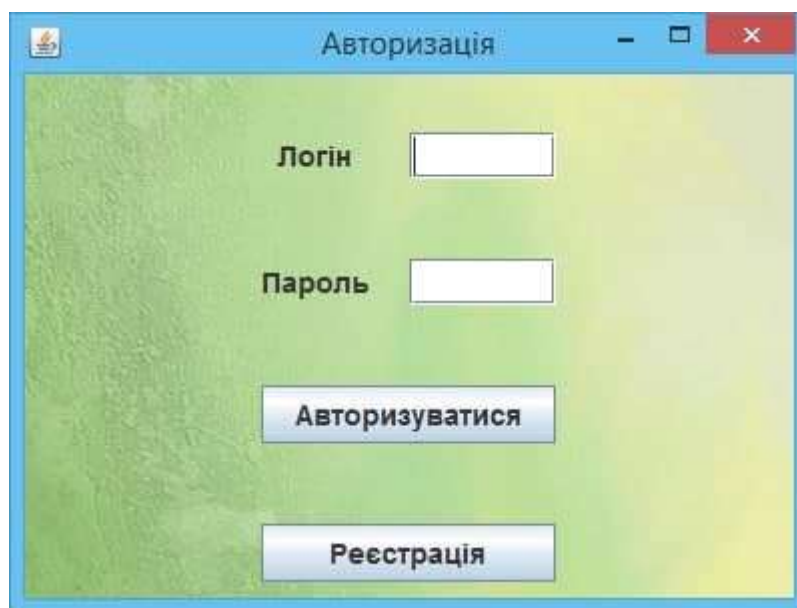 Авторизація
Логін
Пароль
Авторизуватися
Реєстрація